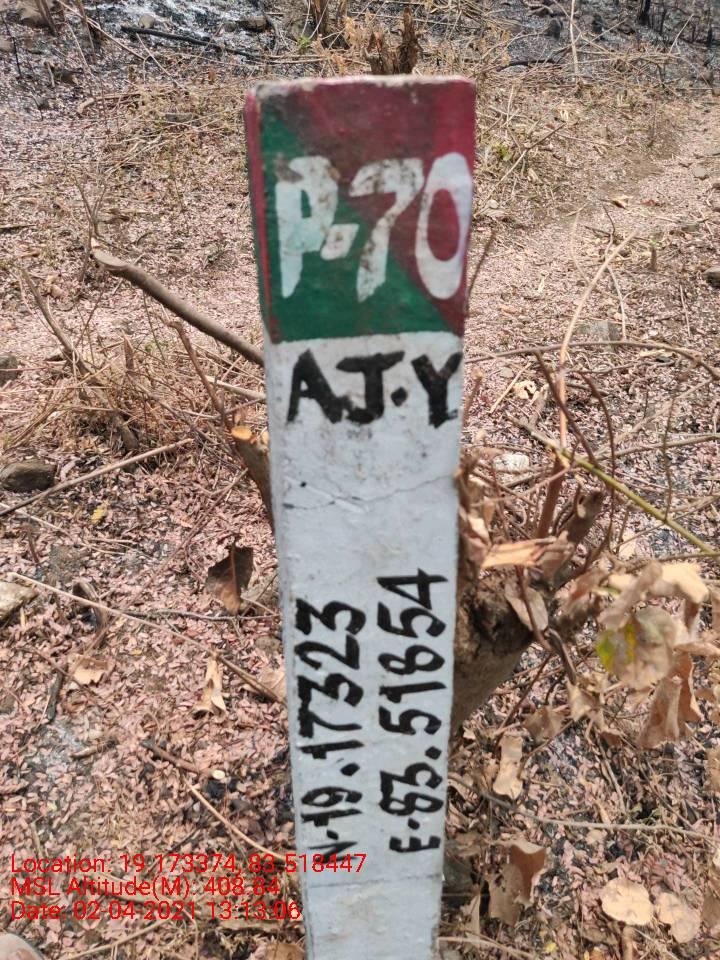 P.70
A.J.Y
N-19.17323
E-83.51854
Location: 19.173374, 83.518447
MSL Altitude(M): 408.84
Date: 02-04-2021 13:13:06